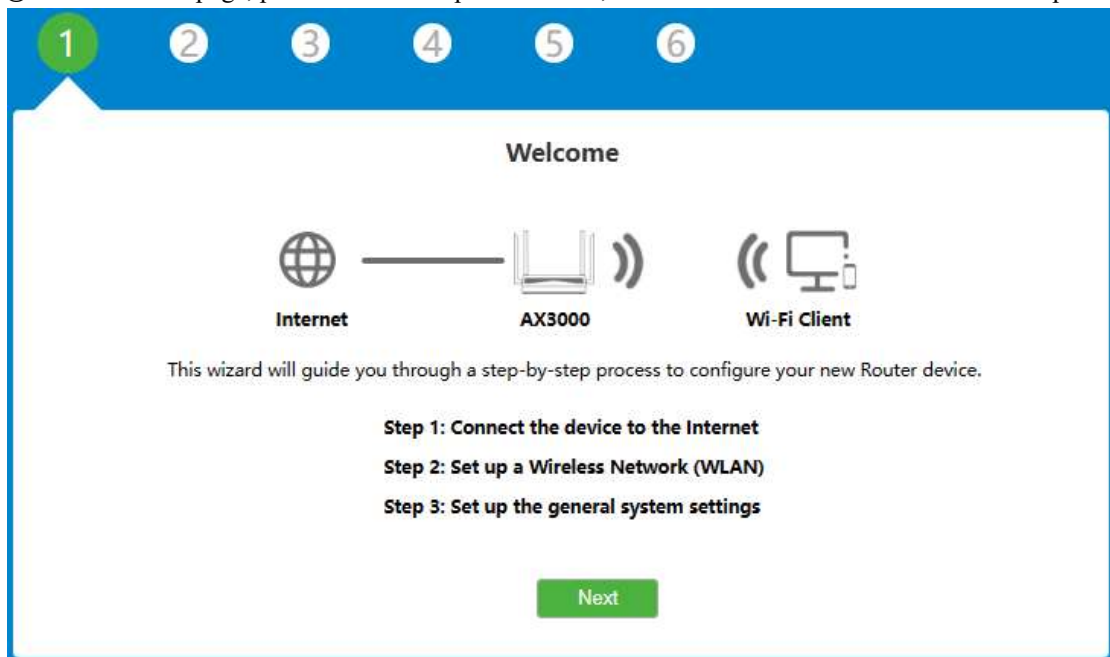 1 2 3 4 5 6
Welcome
Internet AX3000 Wi-Fi Client
This wizard will guide you through a step-by-step process to configure your new Router device.
Step 1: Connect the device to the Internet
Step 2: Set up a Wireless Network (WLAN)
Step 3: Set up the general system settings
Next